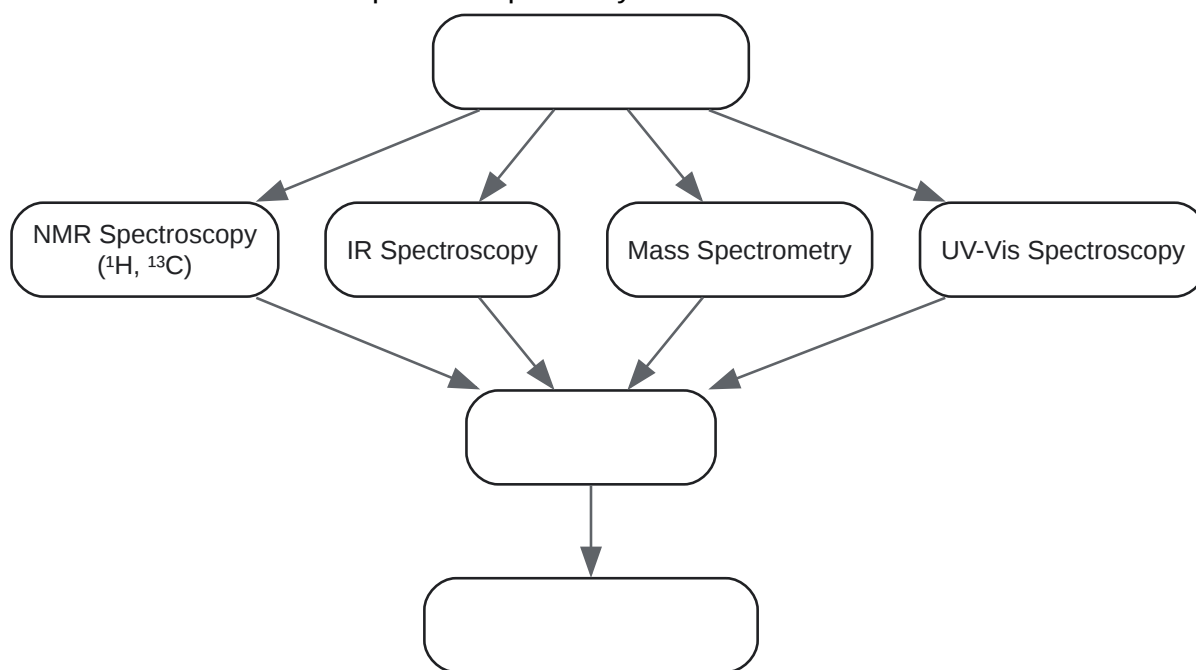 NMR Spectroscopy
(¹H, ¹³C)
IR Spectroscopy
Mass Spectrometry
UV-Vis Spectroscopy